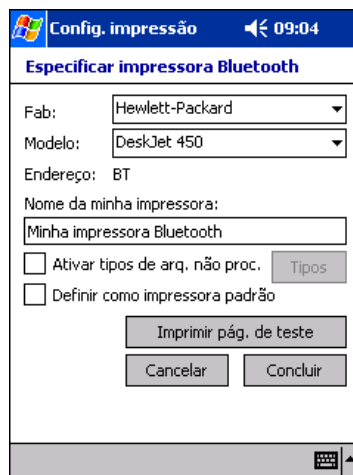 Config. impressão 09:04
Especificar impressora Bluetooth
Fab: Hewlett-Packard
Modelo: DeskJet 450
Endereço: BT
Nome da minha impressora:
Minha impressora Bluetooth
Ativar tipos de arq. não proc. Tipos
Definir como impressora padrão
Imprimir pág. de teste
Cancelar Concluir